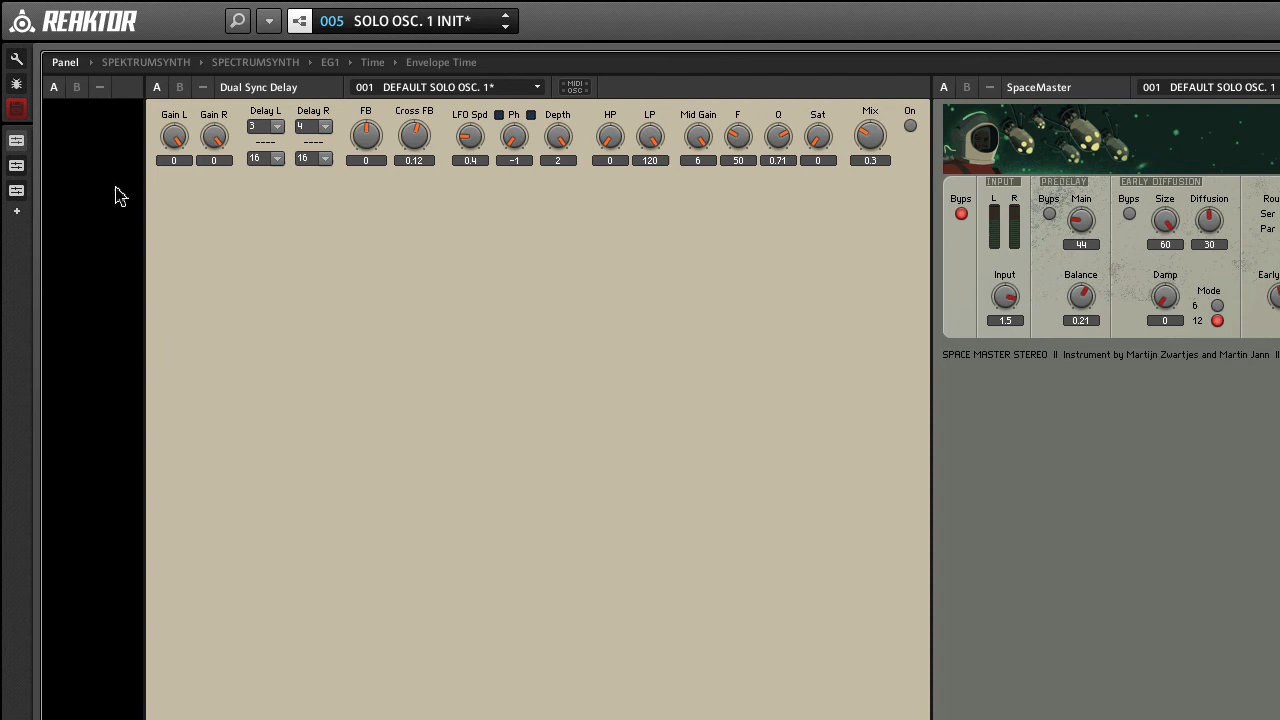 REAKTOR 005 SOLO OSC. 1 INIT*
Panel SPEKTRUMSYNTH SPECTRUMSYNTH EG1 Time Envelope Time
A B Dual Sync Delay 001 DEFAULT SOLO OSC. 1* MIDI OSC
A B SpaceMaster 001 DEFAULT SOLO OSC. 1
A B
Gain L Gain R Delay L Delay R FB Cross FB LFO Spd Ph Depth HP LP Mid Gain F Q Sat Mix On
3 4
----
----
0 0 16 16 0 0.12 0.4 -1 2 0 120 6 50 0.71 0 0.3
INPUT PREDELAY EARLY DIFFUSION
Byps L R Byps Main Byps Size Diffusion Rou
Ser
Par
44 60 30
Input Balance Damp Mode Early
6
12
1.5 0.21 0
SPACE MASTER STEREO II Instrument by Martijn Zwartjes and Martin Jann II
+